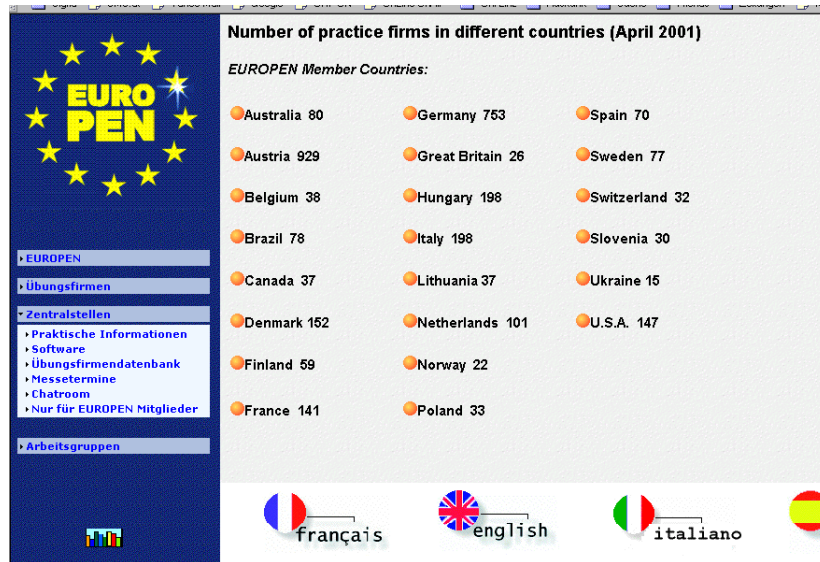 Number of practice firms in different countries (April 2001)
EUROPEN Member Countries:
EURO
PEN
Australia 80
Germany 753
Spain 70
Austria 929
Great Britain 26
Sweden 77
Belgium 38
Hungary 198
Switzerland 32
Brazil 78
Italy 198
Slovenia 30
Canada 37
Lithuania 37
Ukraine 15
Denmark 152
Netherlands 101
U.S.A. 147
Finland 59
Norway 22
France 141
Poland 33
EUROPEN
Übungsfirmen
Zentralstellen
Praktische Informationen
Software
Übungsfirmendatenbank
Messetermine
Chatroom
Nur für EUROPEN Mitglieder
Arbeitsgruppen
français
english
italiano